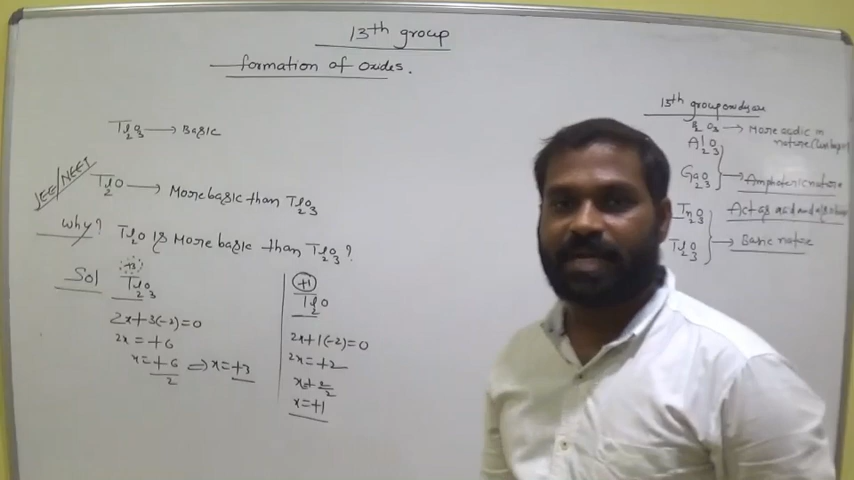 13th group
formation of oxides.
Tl2O3 → Basic
JEE/NEET
Tl2O → More basic than Tl2O3
Why? Tl2O is More basic than Tl2O3?
Sol
+3
Tl2O3
2x+3(-2)=0
2x = +6
x = +6/2 ⇒ x = +3
+1
Tl2O
2x+1(-2)=0
2x = +2
x = +2/2
x = +1
13th group
B2O3 → More acidic in
nature
Al2O3
Ga2O3 → Amphoteric nature
In2O3
Act as acid and
Tl2O3 → Basic nature